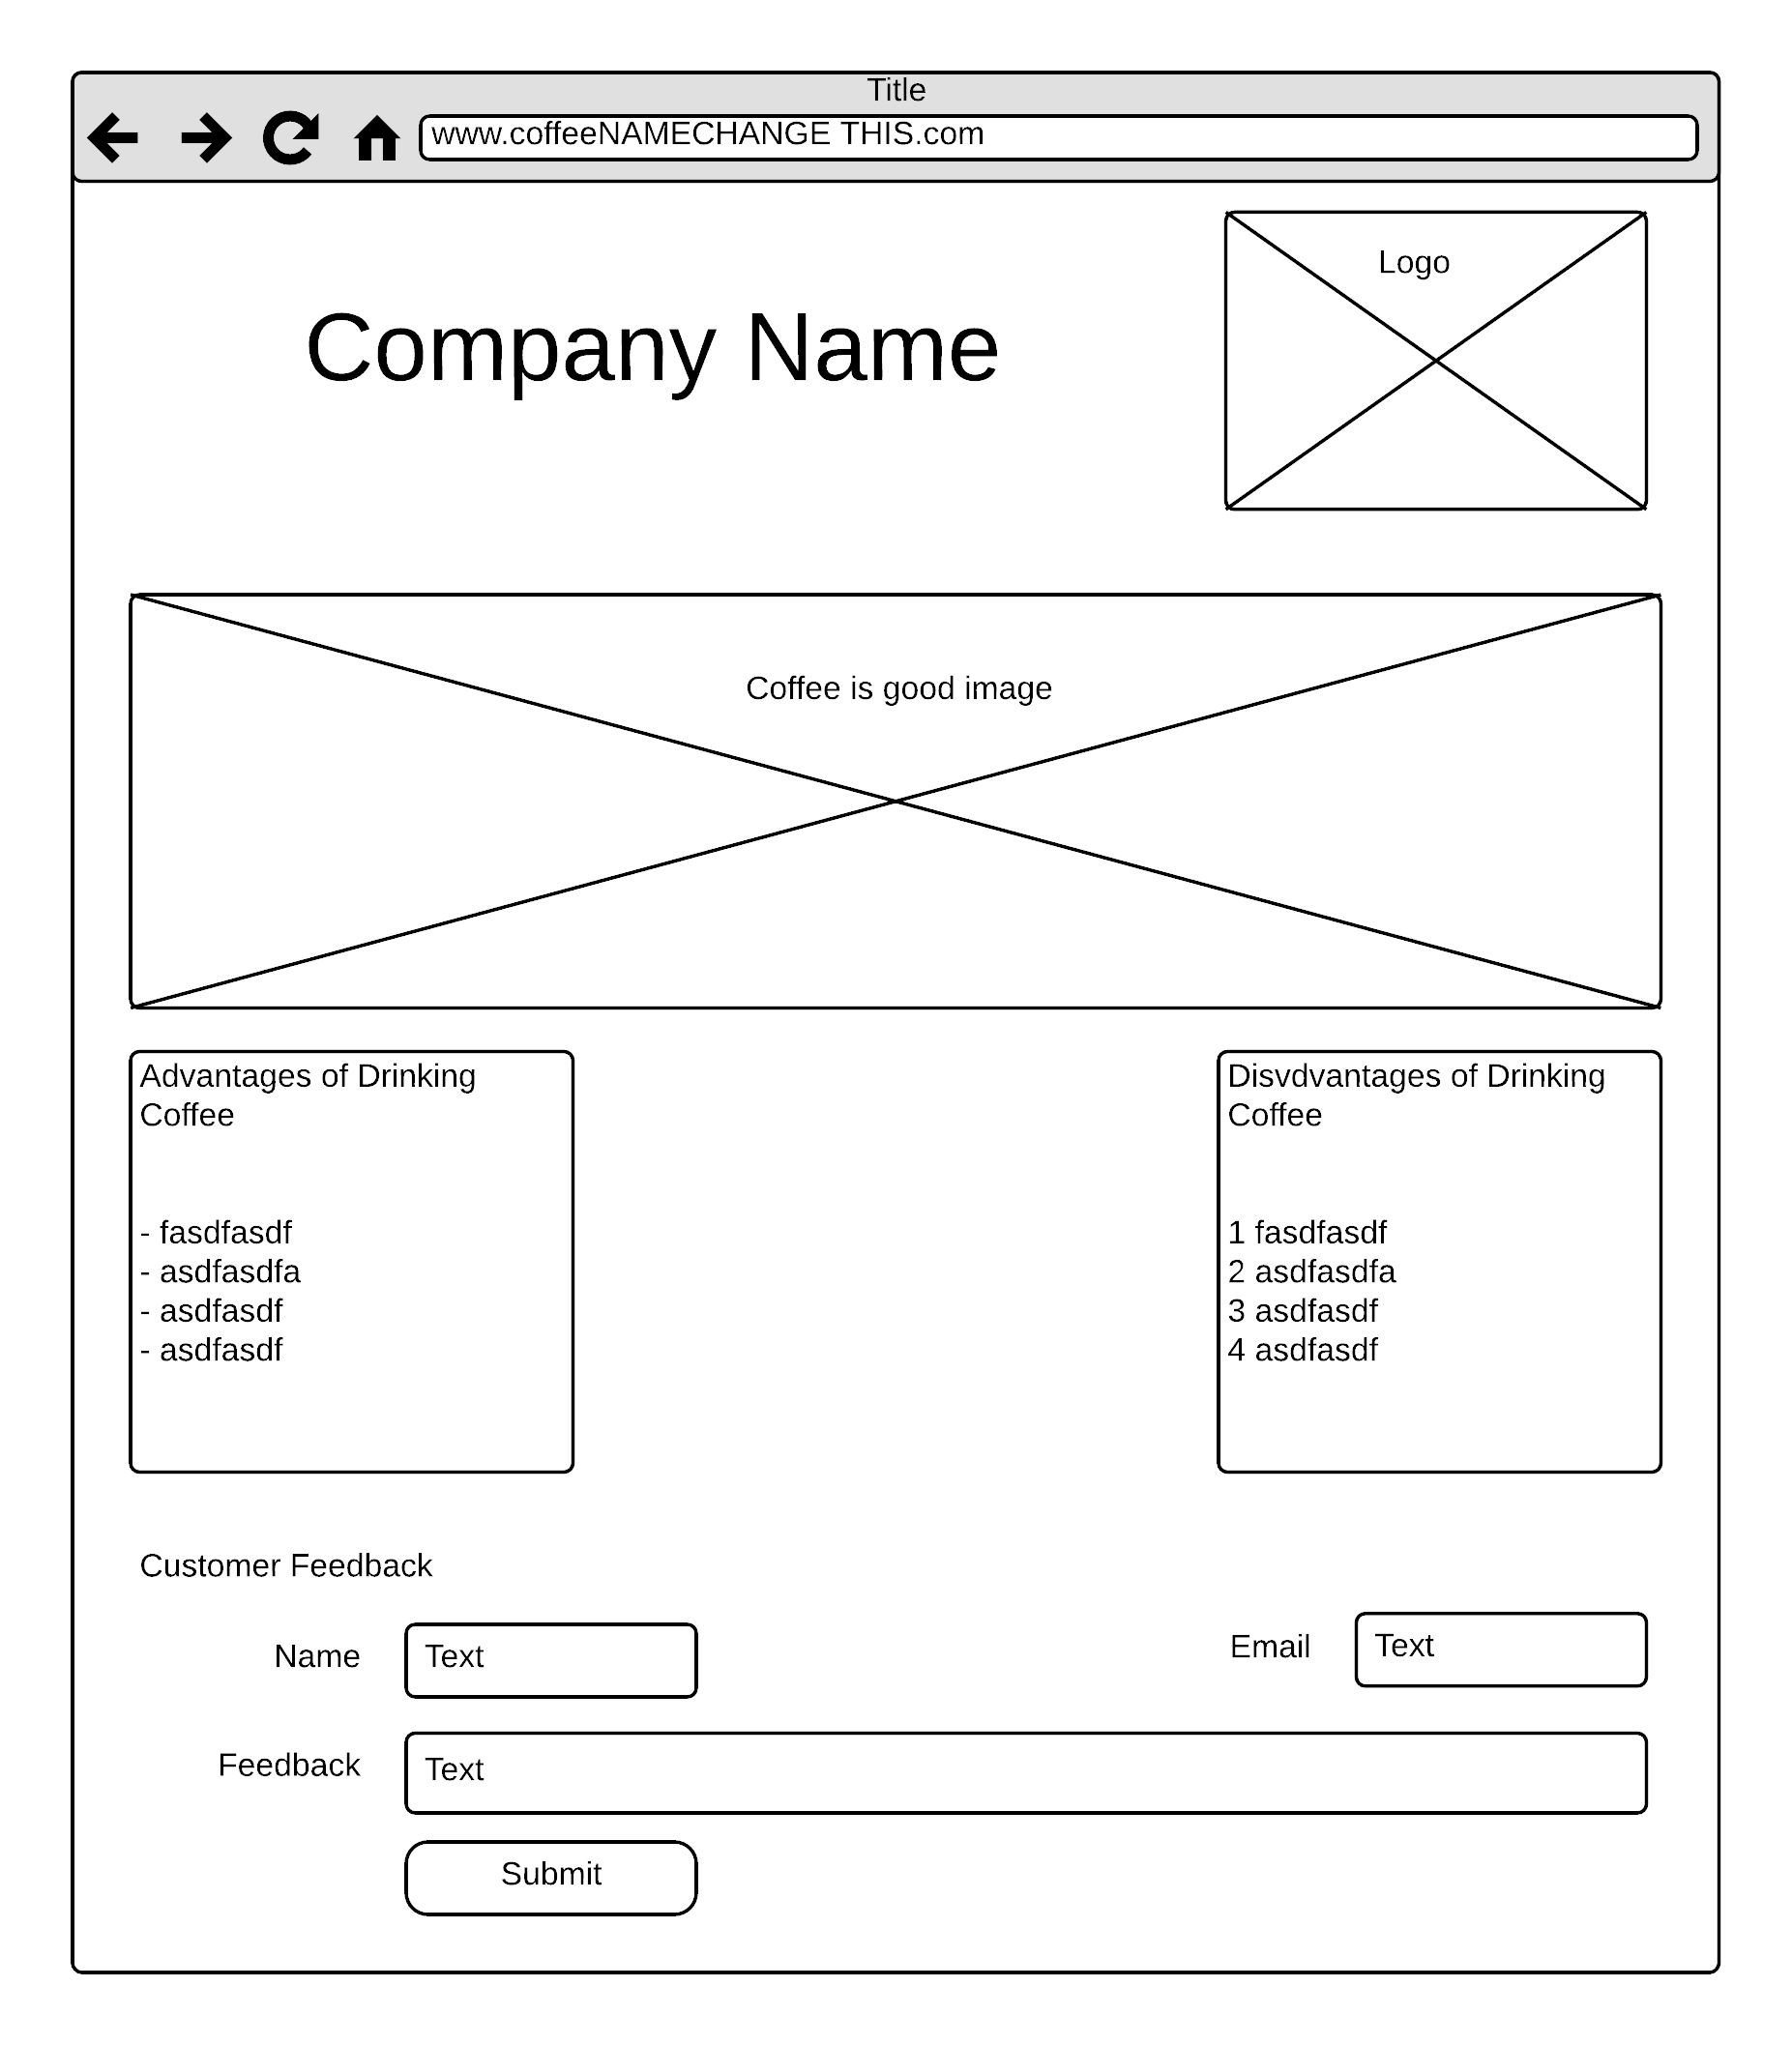 Title
www.coffeeNAMECHANGE THIS.com
Logo
Company Name
Coffee is good image
Advantages of Drinking
Coffee
- fasdfasdf
- asdfasdfa
- asdfasdf
- asdfasdf
Disvdvantages of Drinking
Coffee
1 fasdfasdf
2 asdfasdfa
3 asdfasdf
4 asdfasdf
Customer Feedback
Name
Text
Email
Text
Feedback
Text
Submit